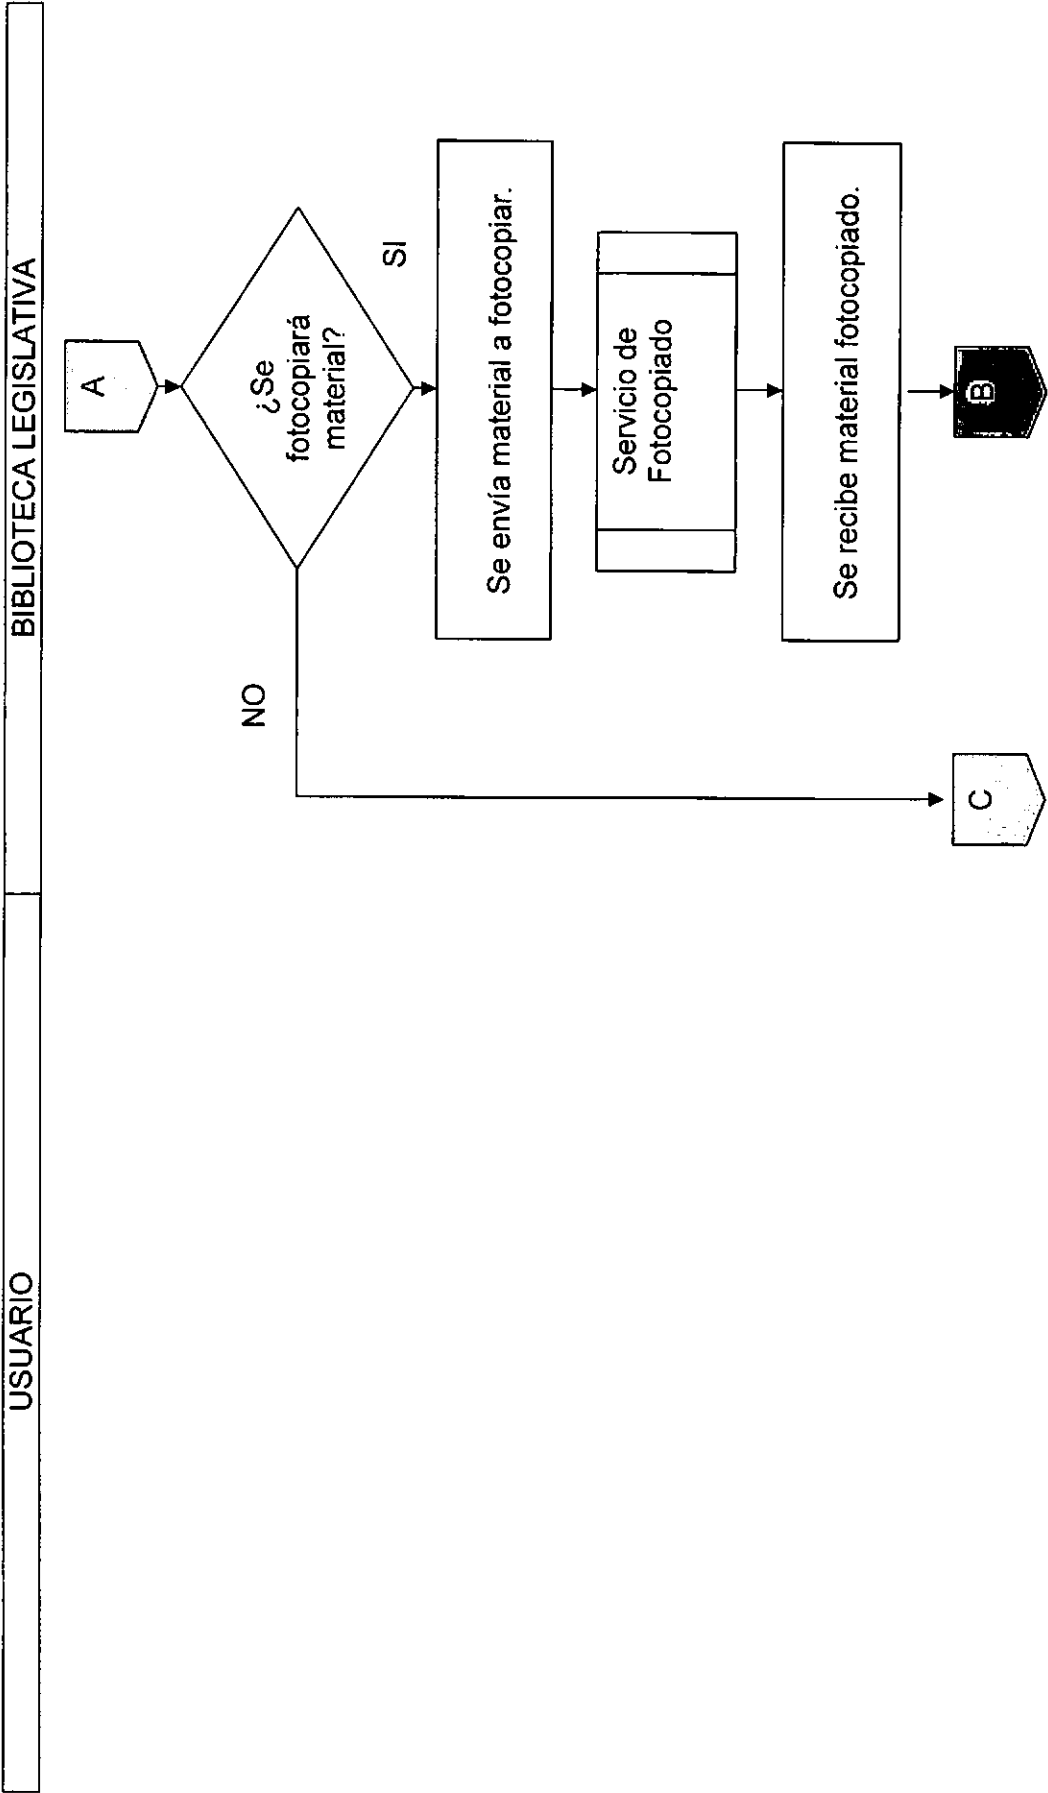 USUARIO
BIBLIOTECA LEGISLATIVA
A
¿Se
fotocopiará
material?
NO
SI
Se envía material a fotocopiar.
Servicio de
Fotocopiado
Se recibe material fotocopiado.
C
B